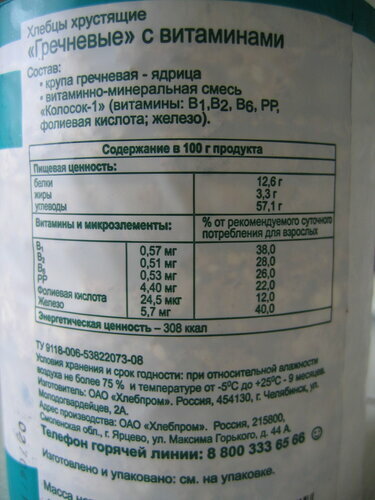 Хлебцы хрустящие
«Гречневые» с витаминами
Состав:
• крупа гречневая - ядрица
• витаминно-минеральная смесь
«Колосок-1» (витамины: B1,B2, B6, PP,
фолиевая кислота; железо).
Содержание в 100 г продукта
Пищевая ценность:
белки 12,6 г
жиры 3,3 г
углеводы 57,1 г
Витамины и микроэлементы: % от рекомендуемого суточного
потребления для взрослых
B1 0,57 мг 38,0
B2 0,51 мг 28,0
B6 0,53 мг 26,0
PP 4,40 мг 22,0
Фолиевая кислота 24,5 мкг 12,0
Железо 5,7 мг 40,0
Энергетическая ценность – 308 ккал
ТУ 9118-006-53822073-08
Условия хранения и срок годности: при относительной влажности
воздуха не более 75 % и температуре от -5°С до +25°С - 9 месяцев.
Изготовитель: ОАО «Хлебпром». Россия, 454130, г. Челябинск, ул.
Молодогвардейцев, 2А.
Адрес производства: ОАО «Хлебпром». Россия, 215800,
Смоленская обл., г. Ярцево, ул. Максима Горького, д. 44 А.
Телефон горячей линии: 8 800 333 65 66
Изготовлено и упаковано: см. на упаковке.
Масса